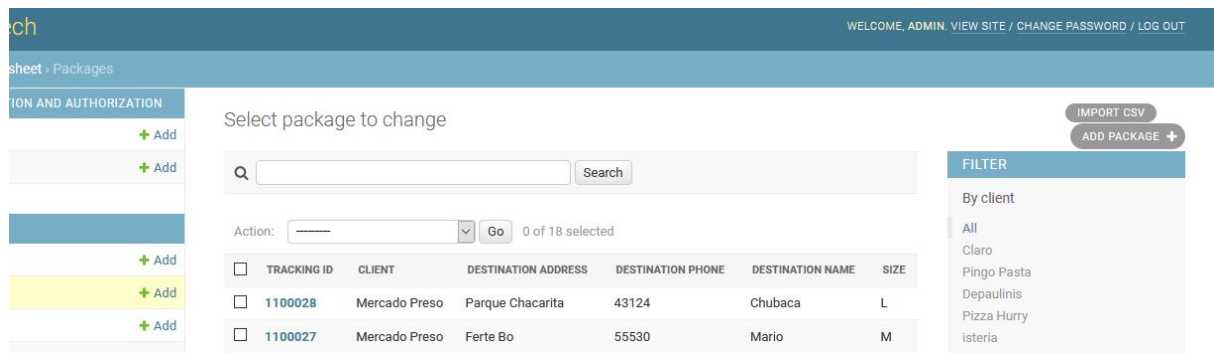 ech
WELCOME, ADMIN. VIEW SITE / CHANGE PASSWORD / LOG OUT
sheet › Packages
TION AND AUTHORIZATION
+ Add
+ Add
+ Add
+ Add
+ Add
Select package to change
IMPORT CSV
ADD PACKAGE +
Search
Action: --------- Go 0 of 18 selected
TRACKING ID CLIENT DESTINATION ADDRESS DESTINATION PHONE DESTINATION NAME SIZE
1100028 Mercado Preso Parque Chacarita 43124 Chubaca L
1100027 Mercado Preso Ferte Bo 55530 Mario M
FILTER
By client
All
Claro
Pingo Pasta
Depaulinis
Pizza Hurry
isteria